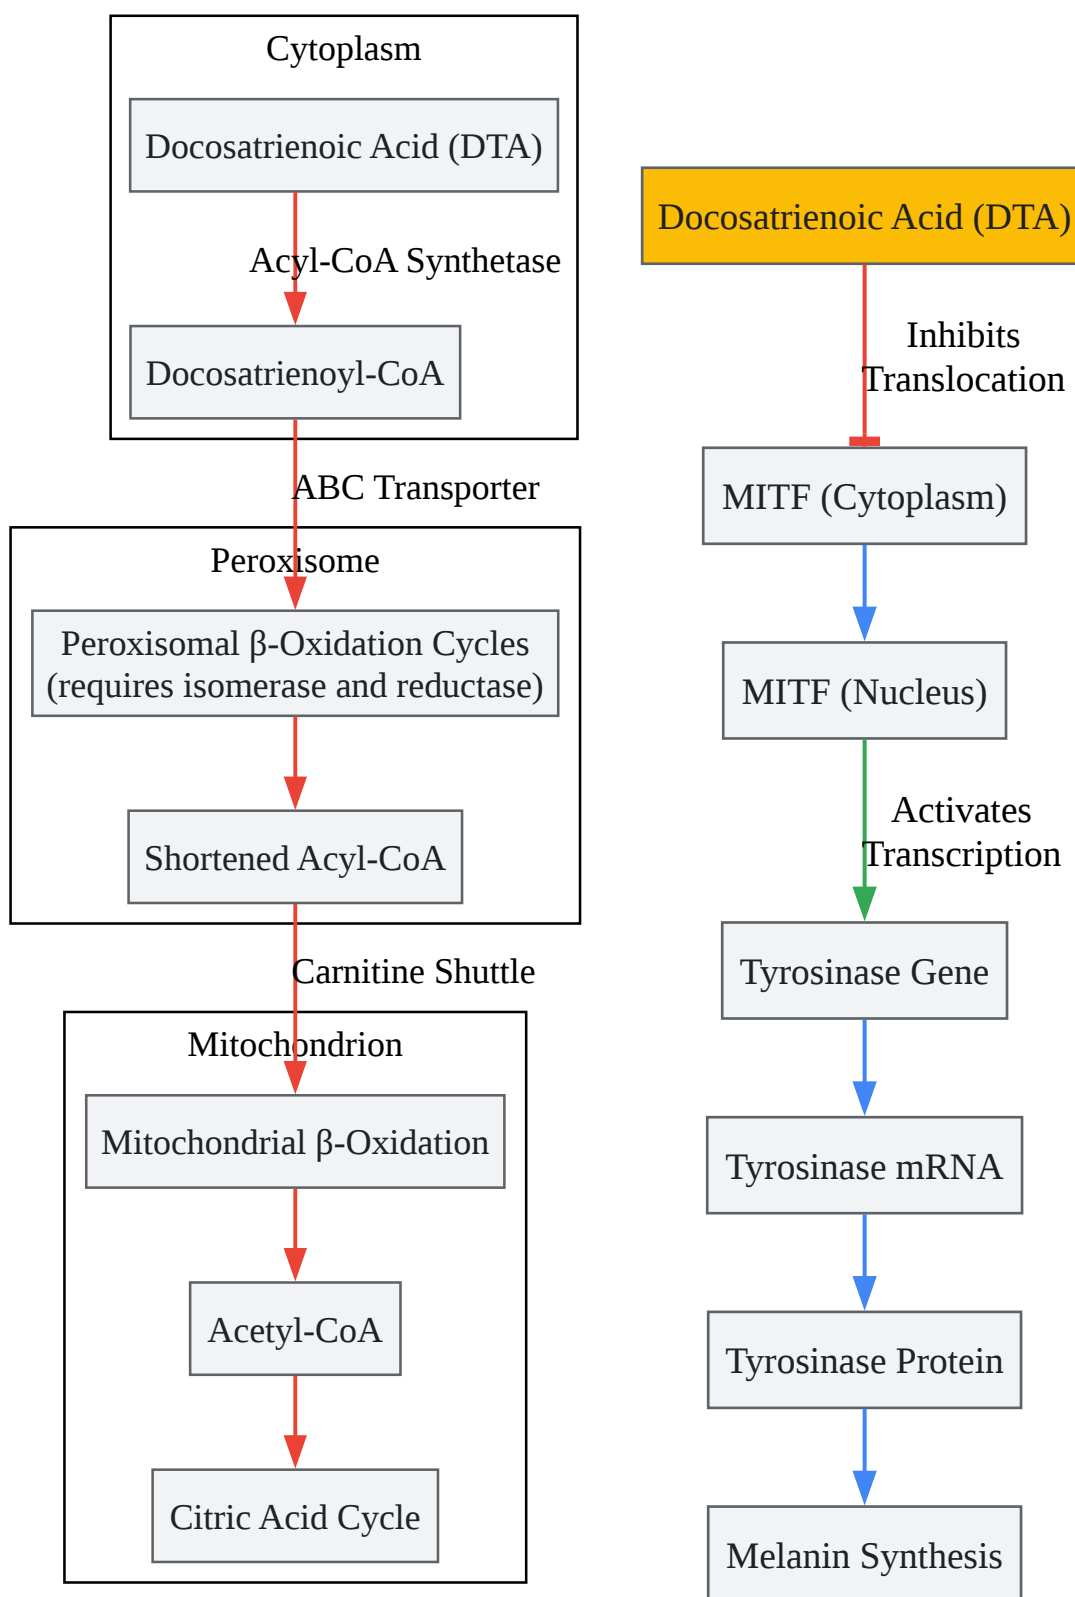 Cytoplasm
Docosatrienoic Acid (DTA)
Acyl-CoA Synthetase
Docosatrienoyl-CoA
ABC Transporter
Peroxisome
Peroxisomal β-Oxidation Cycles
(requires isomerase and reductase)
Shortened Acyl-CoA
Carnitine Shuttle
Mitochondrion
Mitochondrial β-Oxidation
Acetyl-CoA
Citric Acid Cycle
Docosatrienoic Acid (DTA)
Inhibits
Translocation
MITF (Cytoplasm)
MITF (Nucleus)
Activates
Transcription
Tyrosinase Gene
Tyrosinase mRNA
Tyrosinase Protein
Melanin Synthesis